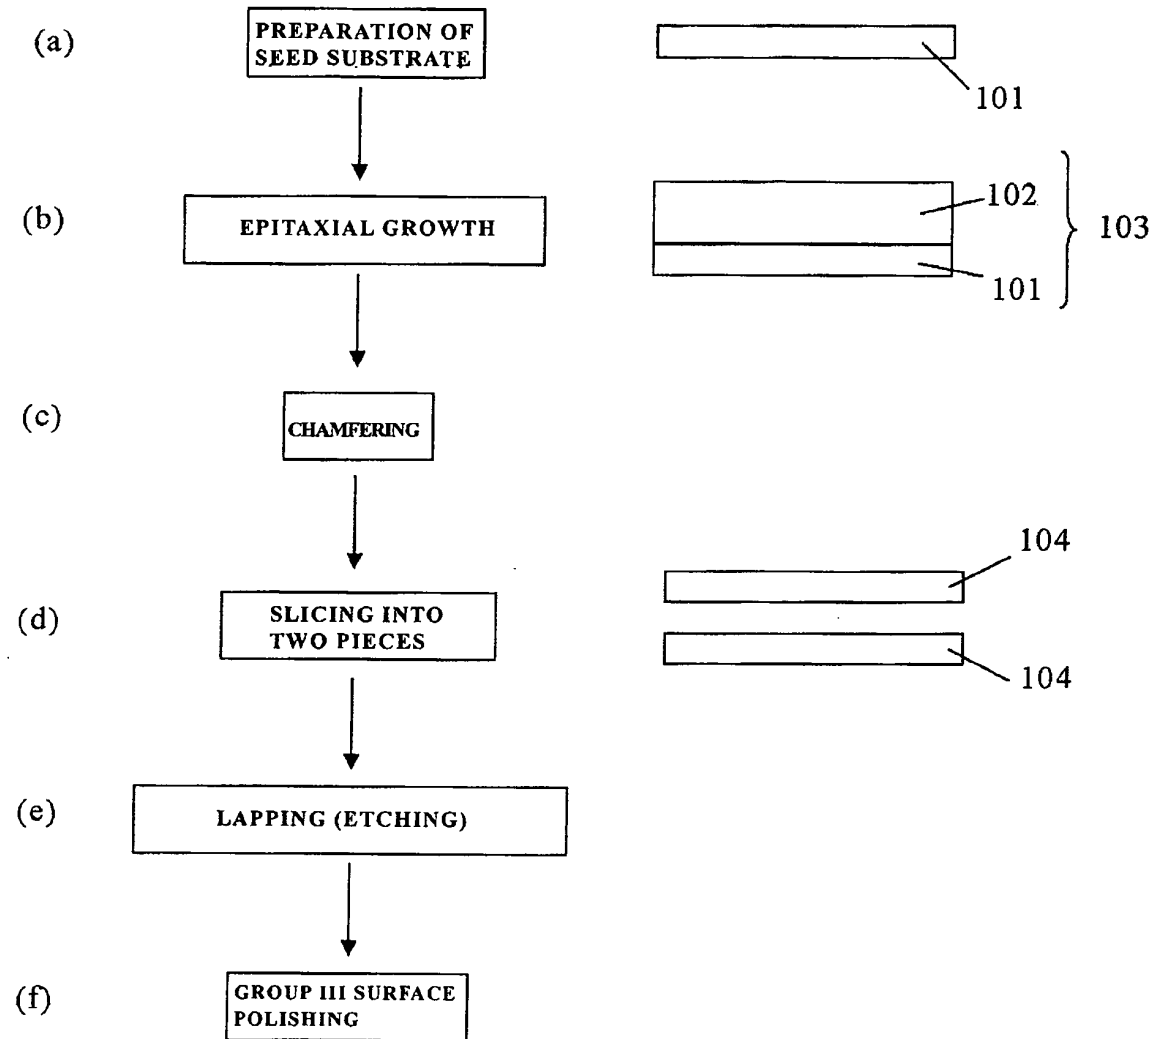 (a)
PREPARATION OF
SEED SUBSTRATE
101
(b)
EPITAXIAL GROWTH
102
101
103
(c)
CHAMFERING
(d)
SLICING INTO
TWO PIECES
104
104
(e)
LAPPING (ETCHING)
(f)
GROUP III SURFACE
POLISHING